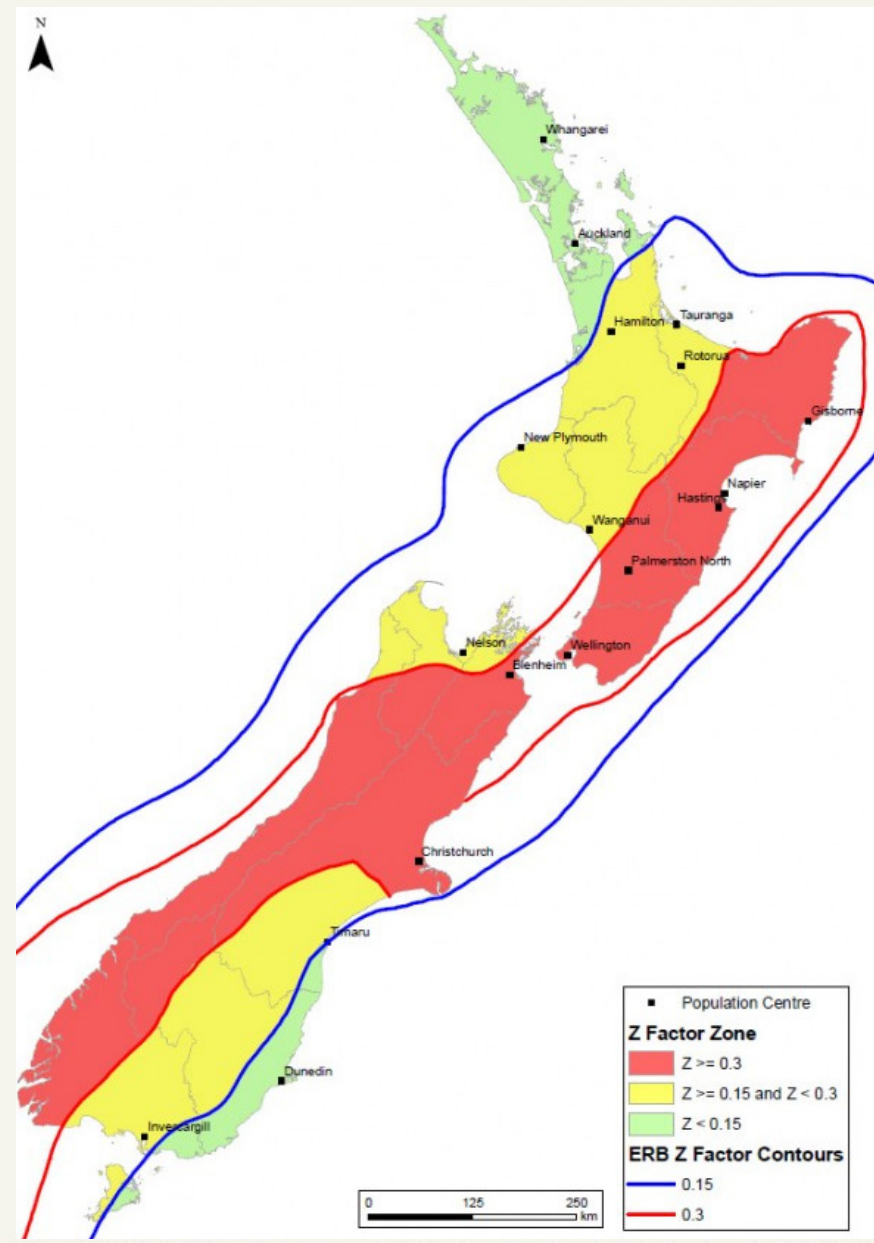 N
Whangarei
Auckland
Hamilton
Tauranga
Rotorua
Gisborne
New Plymouth
Napier
Hastings
Wanganui
Palmerston North
Nelson
Wellington
Blenheim
Christchurch
Timaru
Dunedin
Invercargill
Population Centre
Z Factor Zone
Z >= 0.3
Z >= 0.15 and Z < 0.3
Z < 0.15
ERB Z Factor Contours
0.15
0.3
0 125 250
km